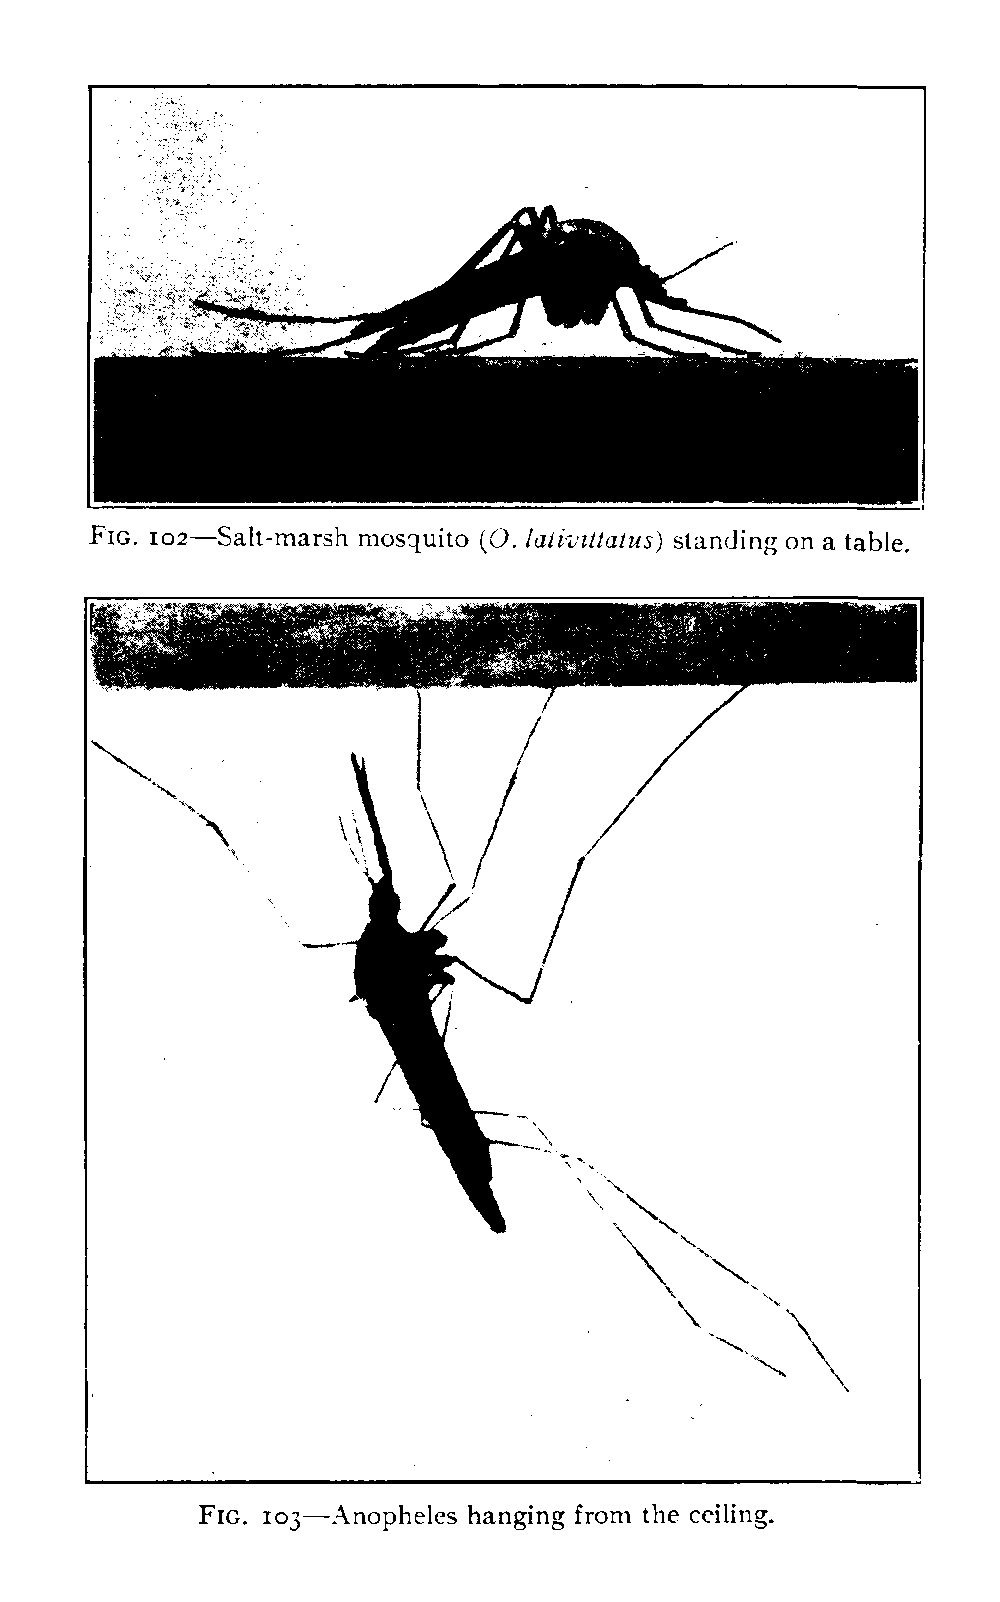 FIG. 102—Salt-marsh mosquito (O. lativittatus) standing on a table.
FIG. 103—Anopheles hanging from the ceiling.